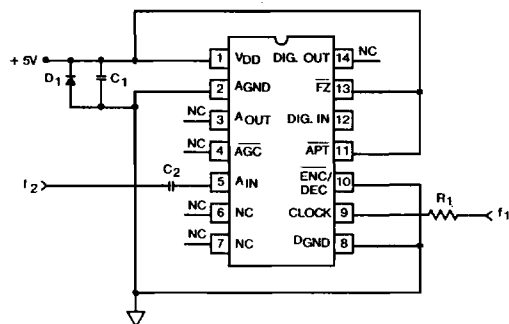 + 5V
D1
C1
1 VDD
2 AGND
NC 3 AOUT
NC 4 AGC
C2
f2
5 AIN
NC 6 NC
NC 7 NC
DIG. OUT 14 NC
FZ 13
DIG. IN 12
APT 11
ENC/ 10
DEC
CLOCK 9
R1
f1
DGND 8